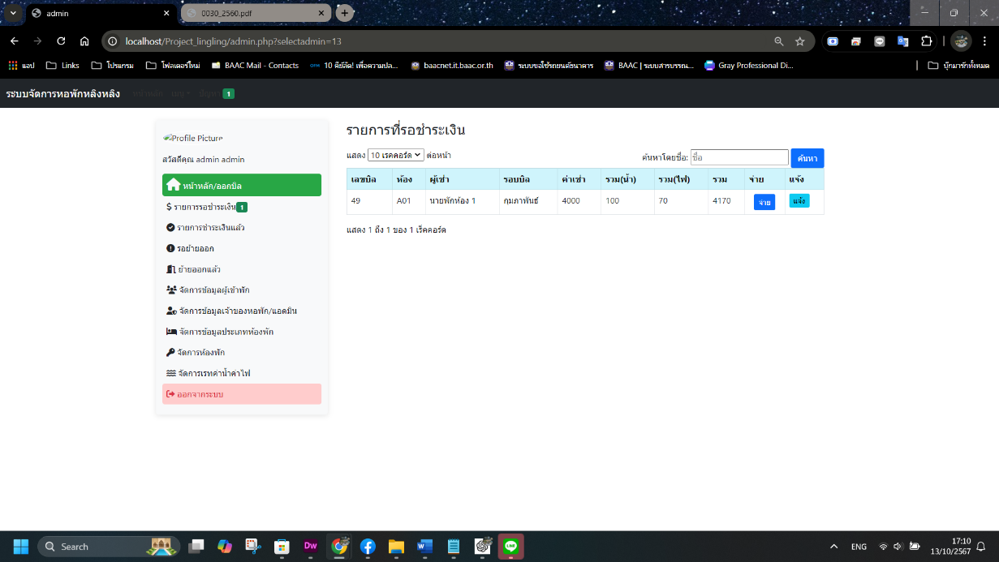 admin
0030_2560.pdf
localhost/Project_lingling/admin.php?selectadmin=13
แอป Links โปรแกรม โฟลเดอร์ใหม่ BAAC Mail - Contacts 10 คีย์ลัด! เพื่อความปล... baacnet.it.baac.or.th ระบบขอใช้รถยนต์ธนาคาร BAAC | ระบบสารบรรณ... Gray Professional Di... บุ๊กมาร์กทั้งหมด
ระบบจัดการหอพักหลิงหลิง หน้าหลัก เมนู ปัญหา 1
Profile Picture
สวัสดีคุณ admin admin
หน้าหลัก/ออกบิล
รายการรอชำระเงิน 1
รายการชำระเงินแล้ว
รอย้ายออก
ย้ายออกแล้ว
จัดการข้อมูลผู้เช้าพัก
จัดการข้อมูลเจ้าของหอพัก/แอดมิน
จัดการข้อมูลประเภทห้องพัก
จัดการห้องพัก
จัดการเรทค่าน้ำค่าไฟ
ออกจากระบบ
รายการที่รอชำระเงิน
แสดง 10 เรคคอร์ด ต่อหน้า
ค้นหาโดยชื่อ: ชื่อ ค้นหา
เลขบิล ห้อง ผู้เช่า รอบบิล ค่าเช่า รวม(น้ำ) รวม(ไฟ) รวม จ่าย แจ้ง
49 A01 นายพักห้อง 1 กุมภาพันธ์ 4000 100 70 4170 จ่าย แจ้ง
แสดง 1 ถึง 1 ของ 1 เร็คคอร์ด
Search
Dw
ENG
17:10
13/10/2567